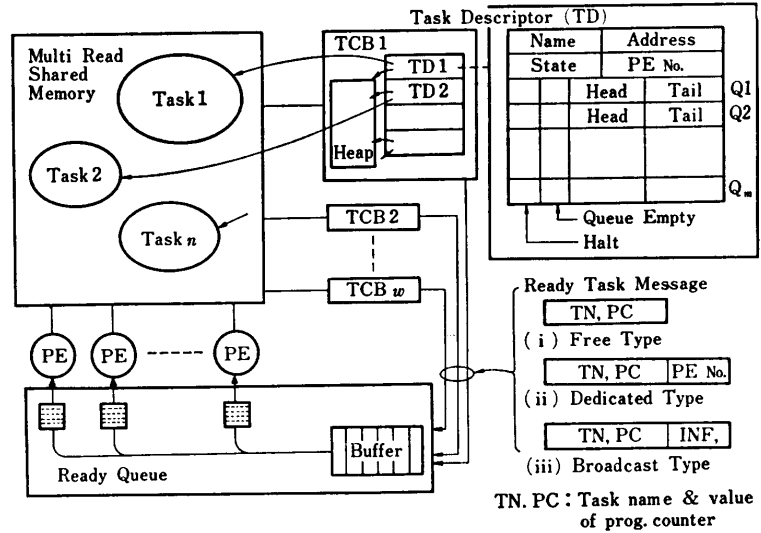 Task Descriptor (TD)
Multi Read
Shared
Memory
Task 1
Task 2
Task n
TCB 1
TD 1
TD 2
Heap
Name Address
State PE No.
Head Tail Q1
Head Tail Q2
Qm
Queue Empty
Halt
TCB 2
TCB w
PE PE PE
Buffer
Ready Queue
Ready Task Message
TN, PC
(i) Free Type
TN, PC PE No.
(ii) Dedicated Type
TN, PC INF,
(iii) Broadcast Type
TN. PC: Task name & value
of prog. counter